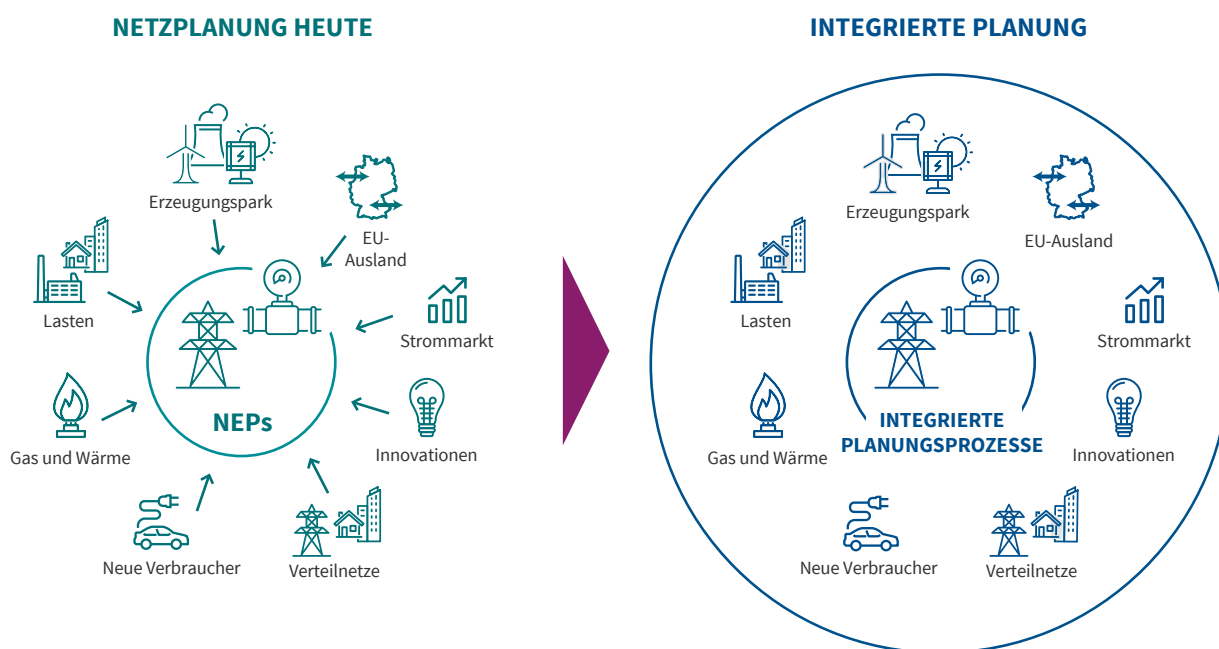 NETZPLANUNG HEUTE
Erzeugungspark
EU-
Ausland
Lasten
Strommarkt
NEPs
Gas und Wärme
Innovationen
Neue Verbraucher
Verteilnetze
INTEGRIERTE PLANUNG
Erzeugungspark
EU-Ausland
Lasten
Strommarkt
INTEGRIERTE
PLANUNGSPROZESSE
Gas und Wärme
Innovationen
Neue Verbraucher
Verteilnetze